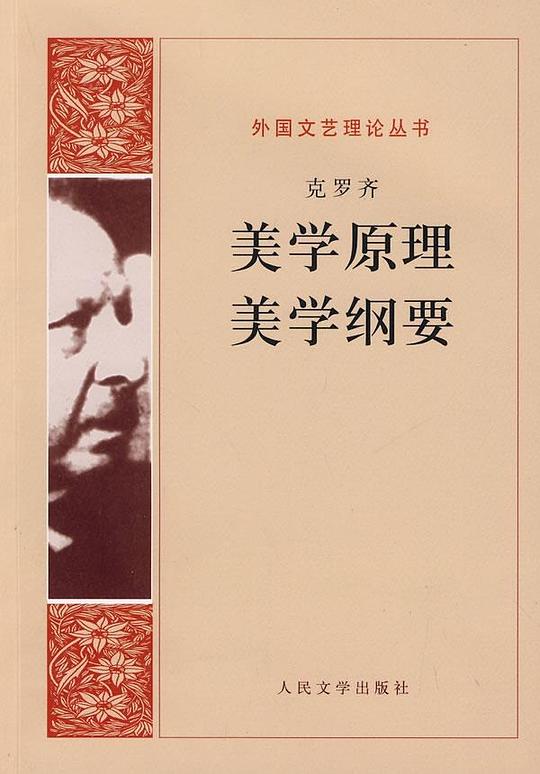 外国文艺理论丛书
克罗齐
美学原理
美学纲要
人民文学出版社